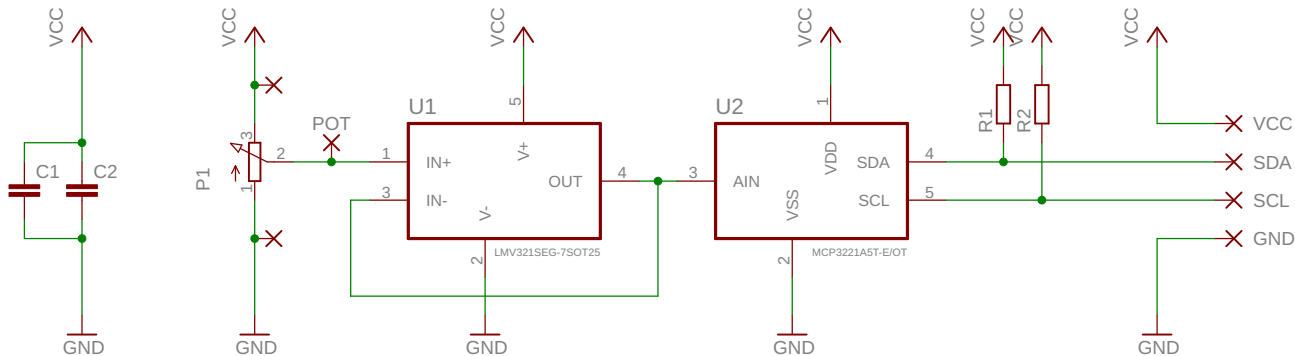 VCC
VCC
VCC
VCC
VCC
VCC
VCC
C1
C2
GND
P1
3
2
1
POT
GND
U1
5
V+
1
IN+
3
IN-
OUT
4
V-
2
LMV321SEG-7SOT25
GND
U2
1
VDD
3
AIN
SDA
4
SCL
5
VSS
2
MCP3221A5T-E/OT
GND
R1
R2
VCC
SDA
SCL
GND
GND